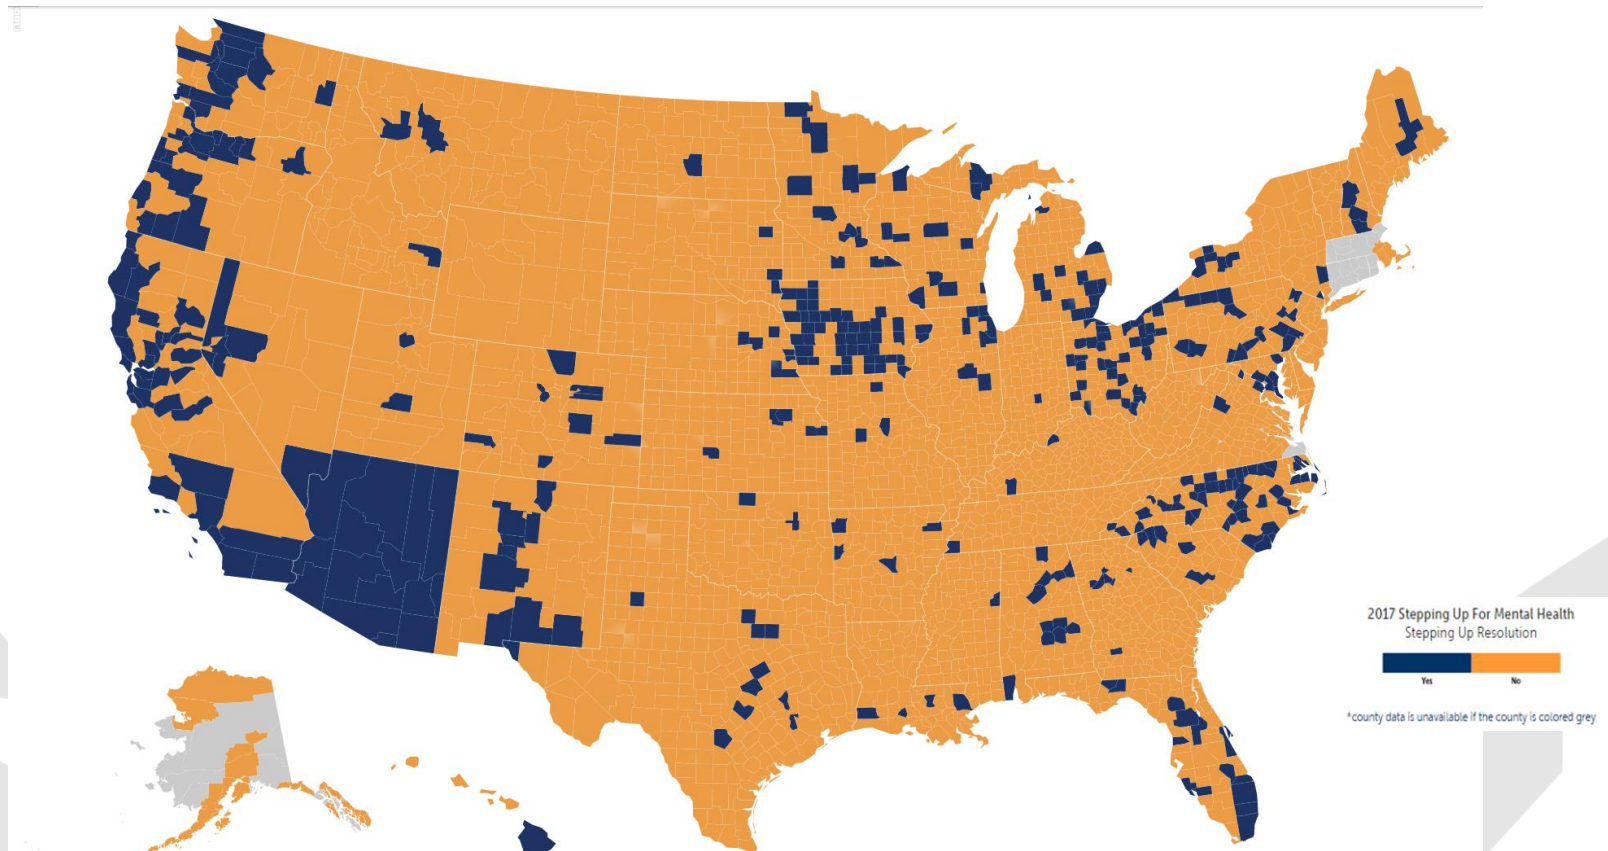 2017 Stepping Up For Mental Health
Stepping Up Resolution
Yes No
*county data is unavailable if the county is colored grey